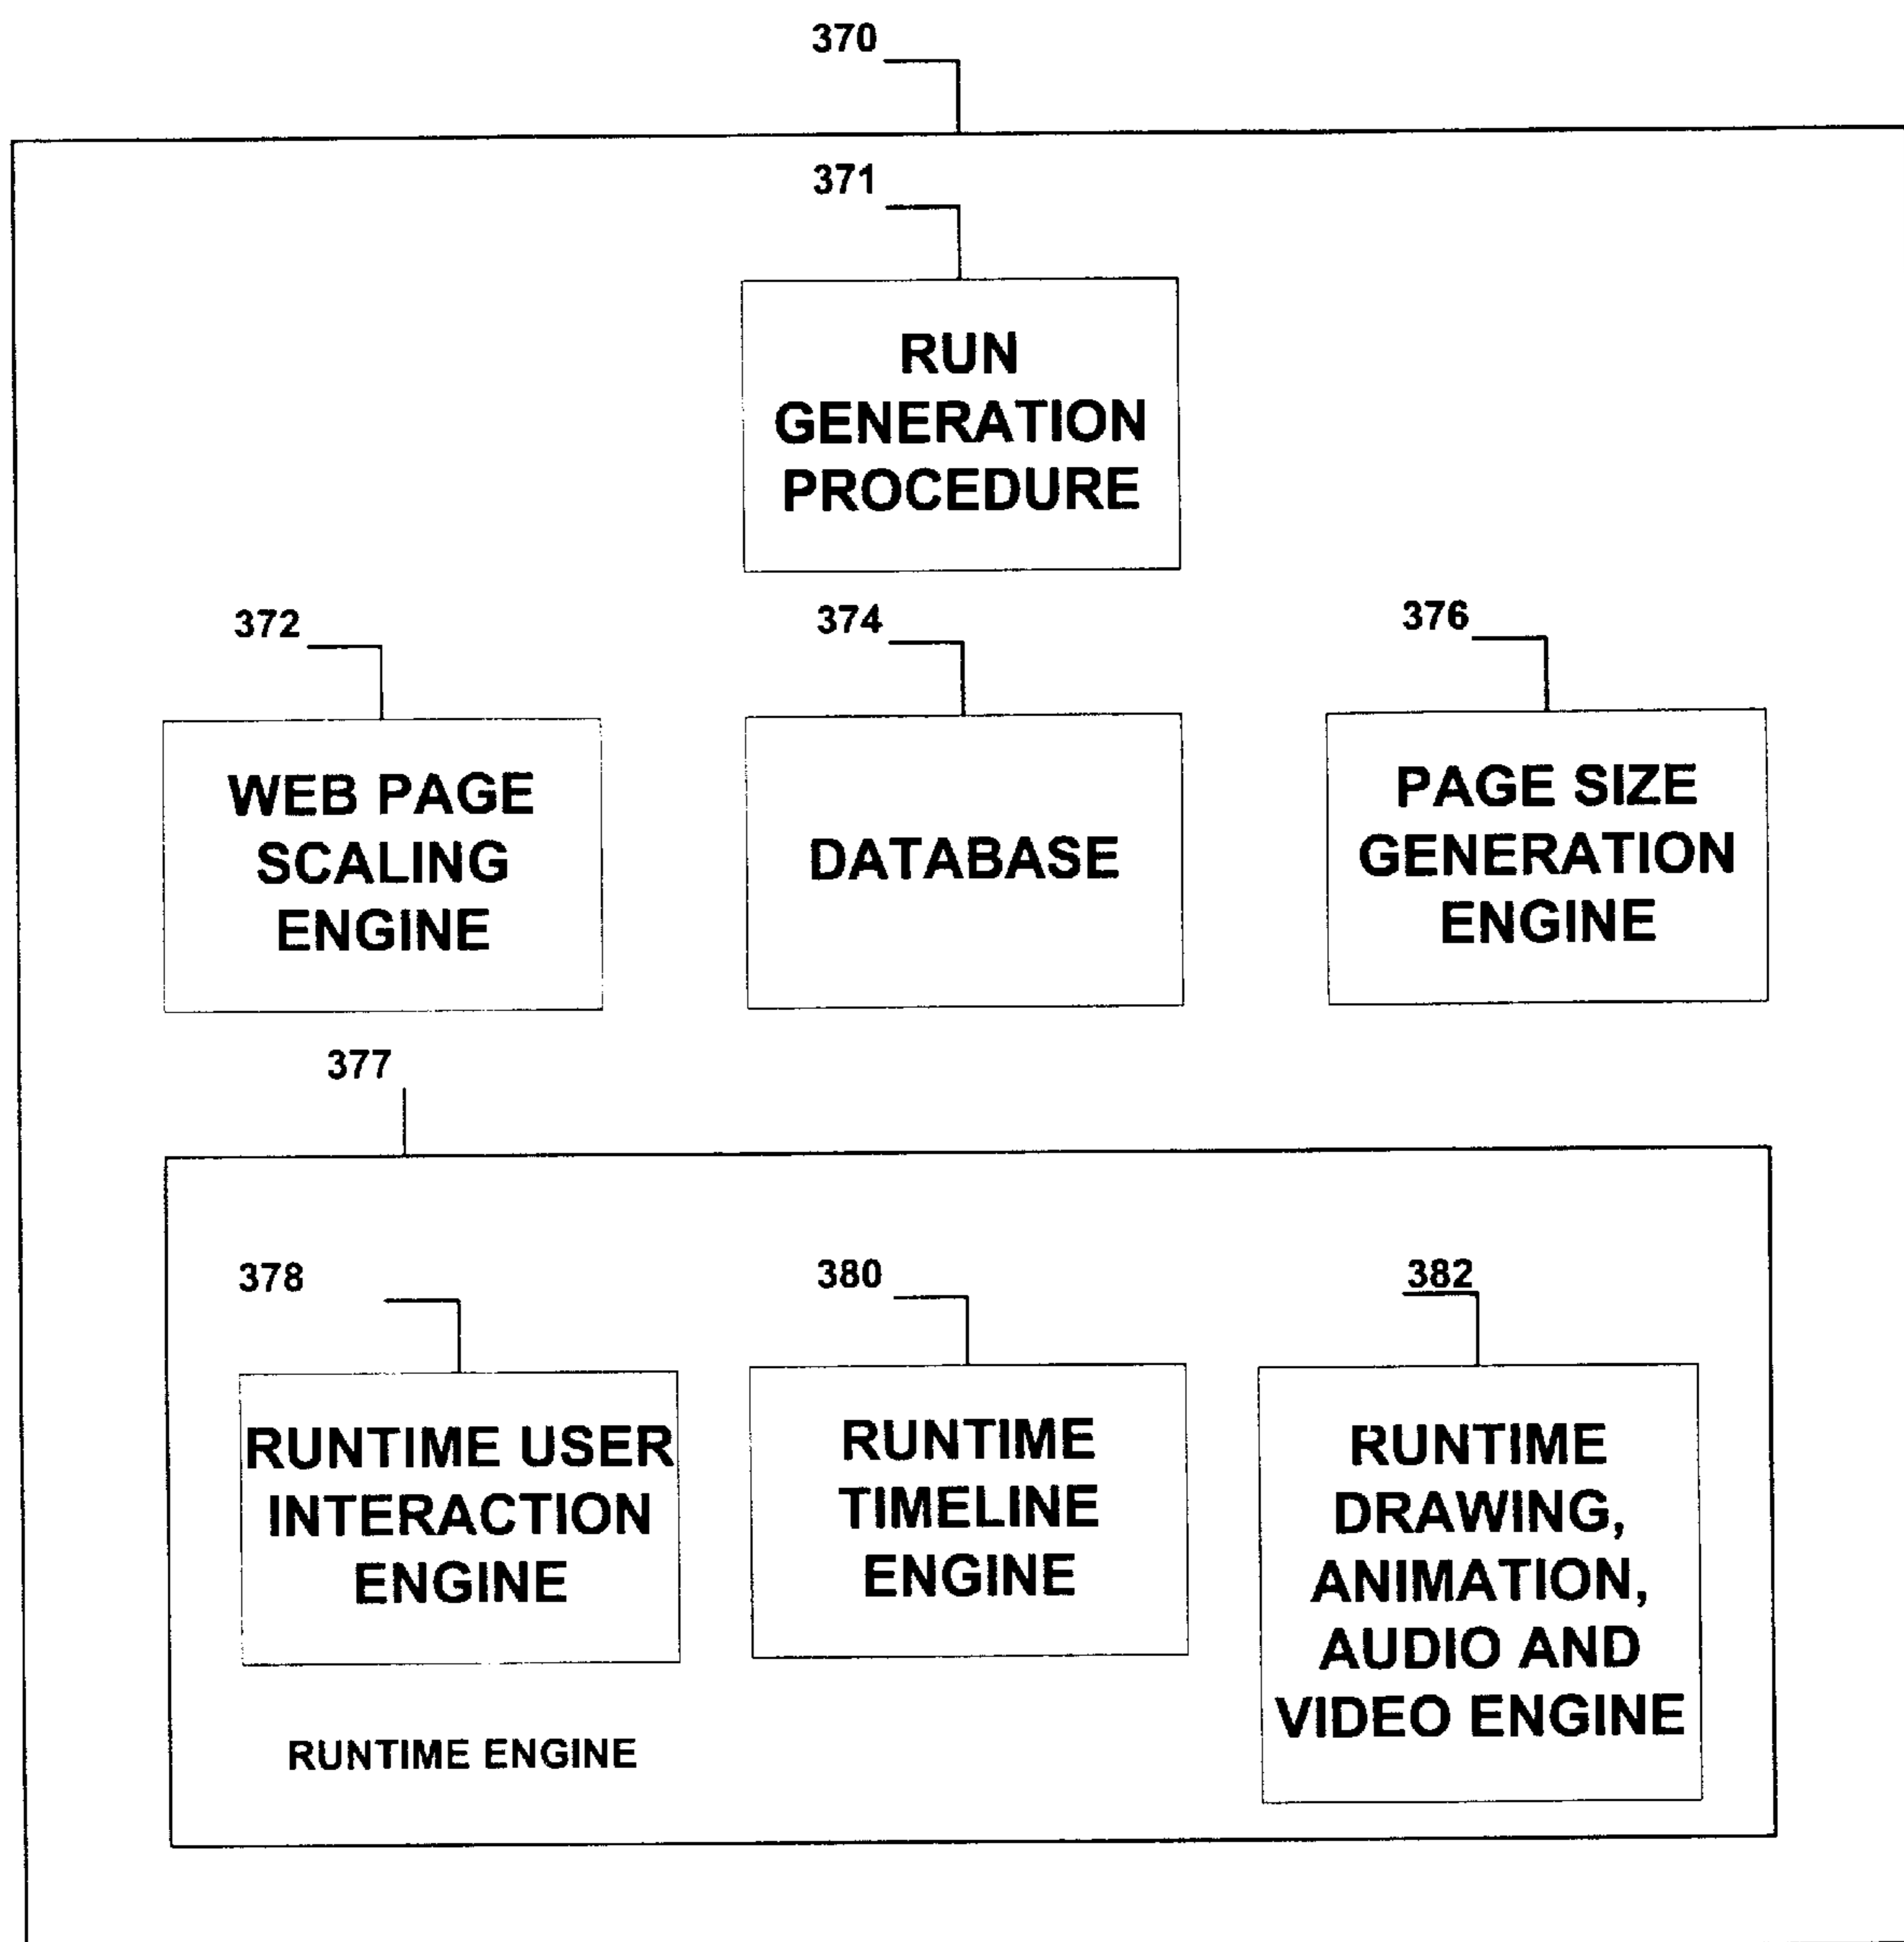 370
371
RUN
GENERATION
PROCEDURE
372
374
376
WEB PAGE
SCALING
ENGINE
DATABASE
PAGE SIZE
GENERATION
ENGINE
377
378
380
382
RUNTIME USER
INTERACTION
ENGINE
RUNTIME
TIMELINE
ENGINE
RUNTIME
DRAWING,
ANIMATION,
AUDIO AND
VIDEO ENGINE
RUNTIME ENGINE